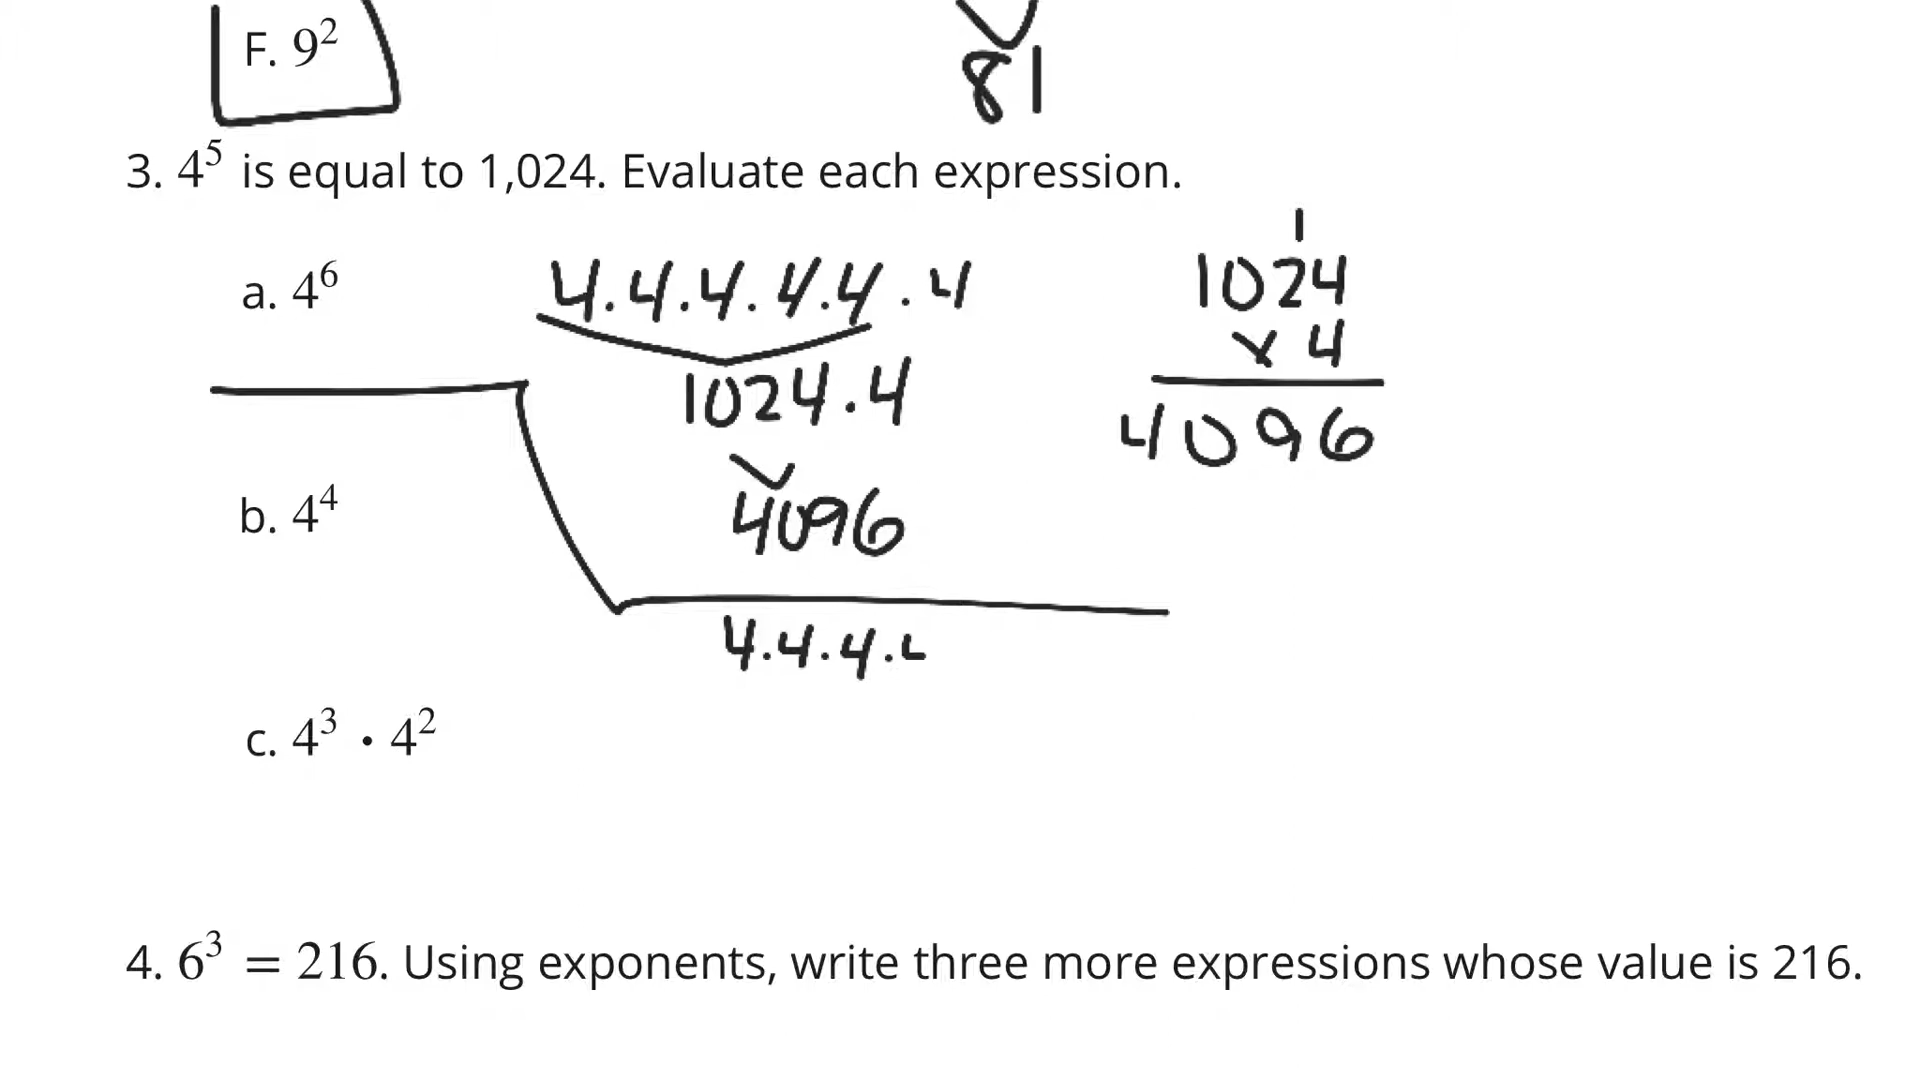 F. 9²
81
3. 4⁵ is equal to 1,024. Evaluate each expression.
a. 4⁶
4.4.4.4.4.4
1024.4
4096
1
1024
x 4
4096
b. 4⁴
4.4.4.4
c. 4³ · 4²
4. 6³ = 216. Using exponents, write three more expressions whose value is 216.